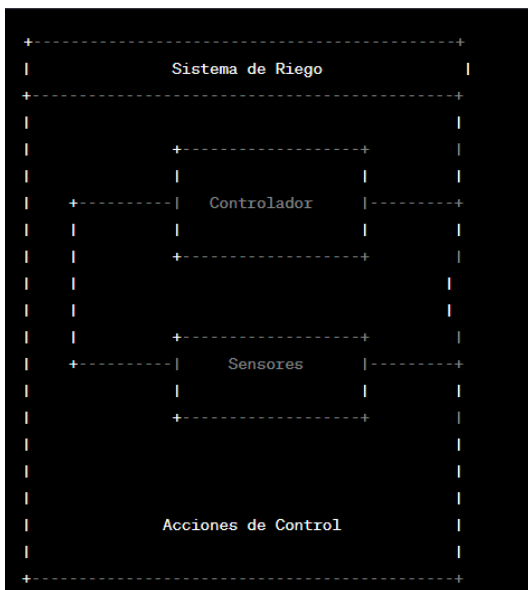 Sistema de Riego
Controlador
Sensores
Acciones de Control